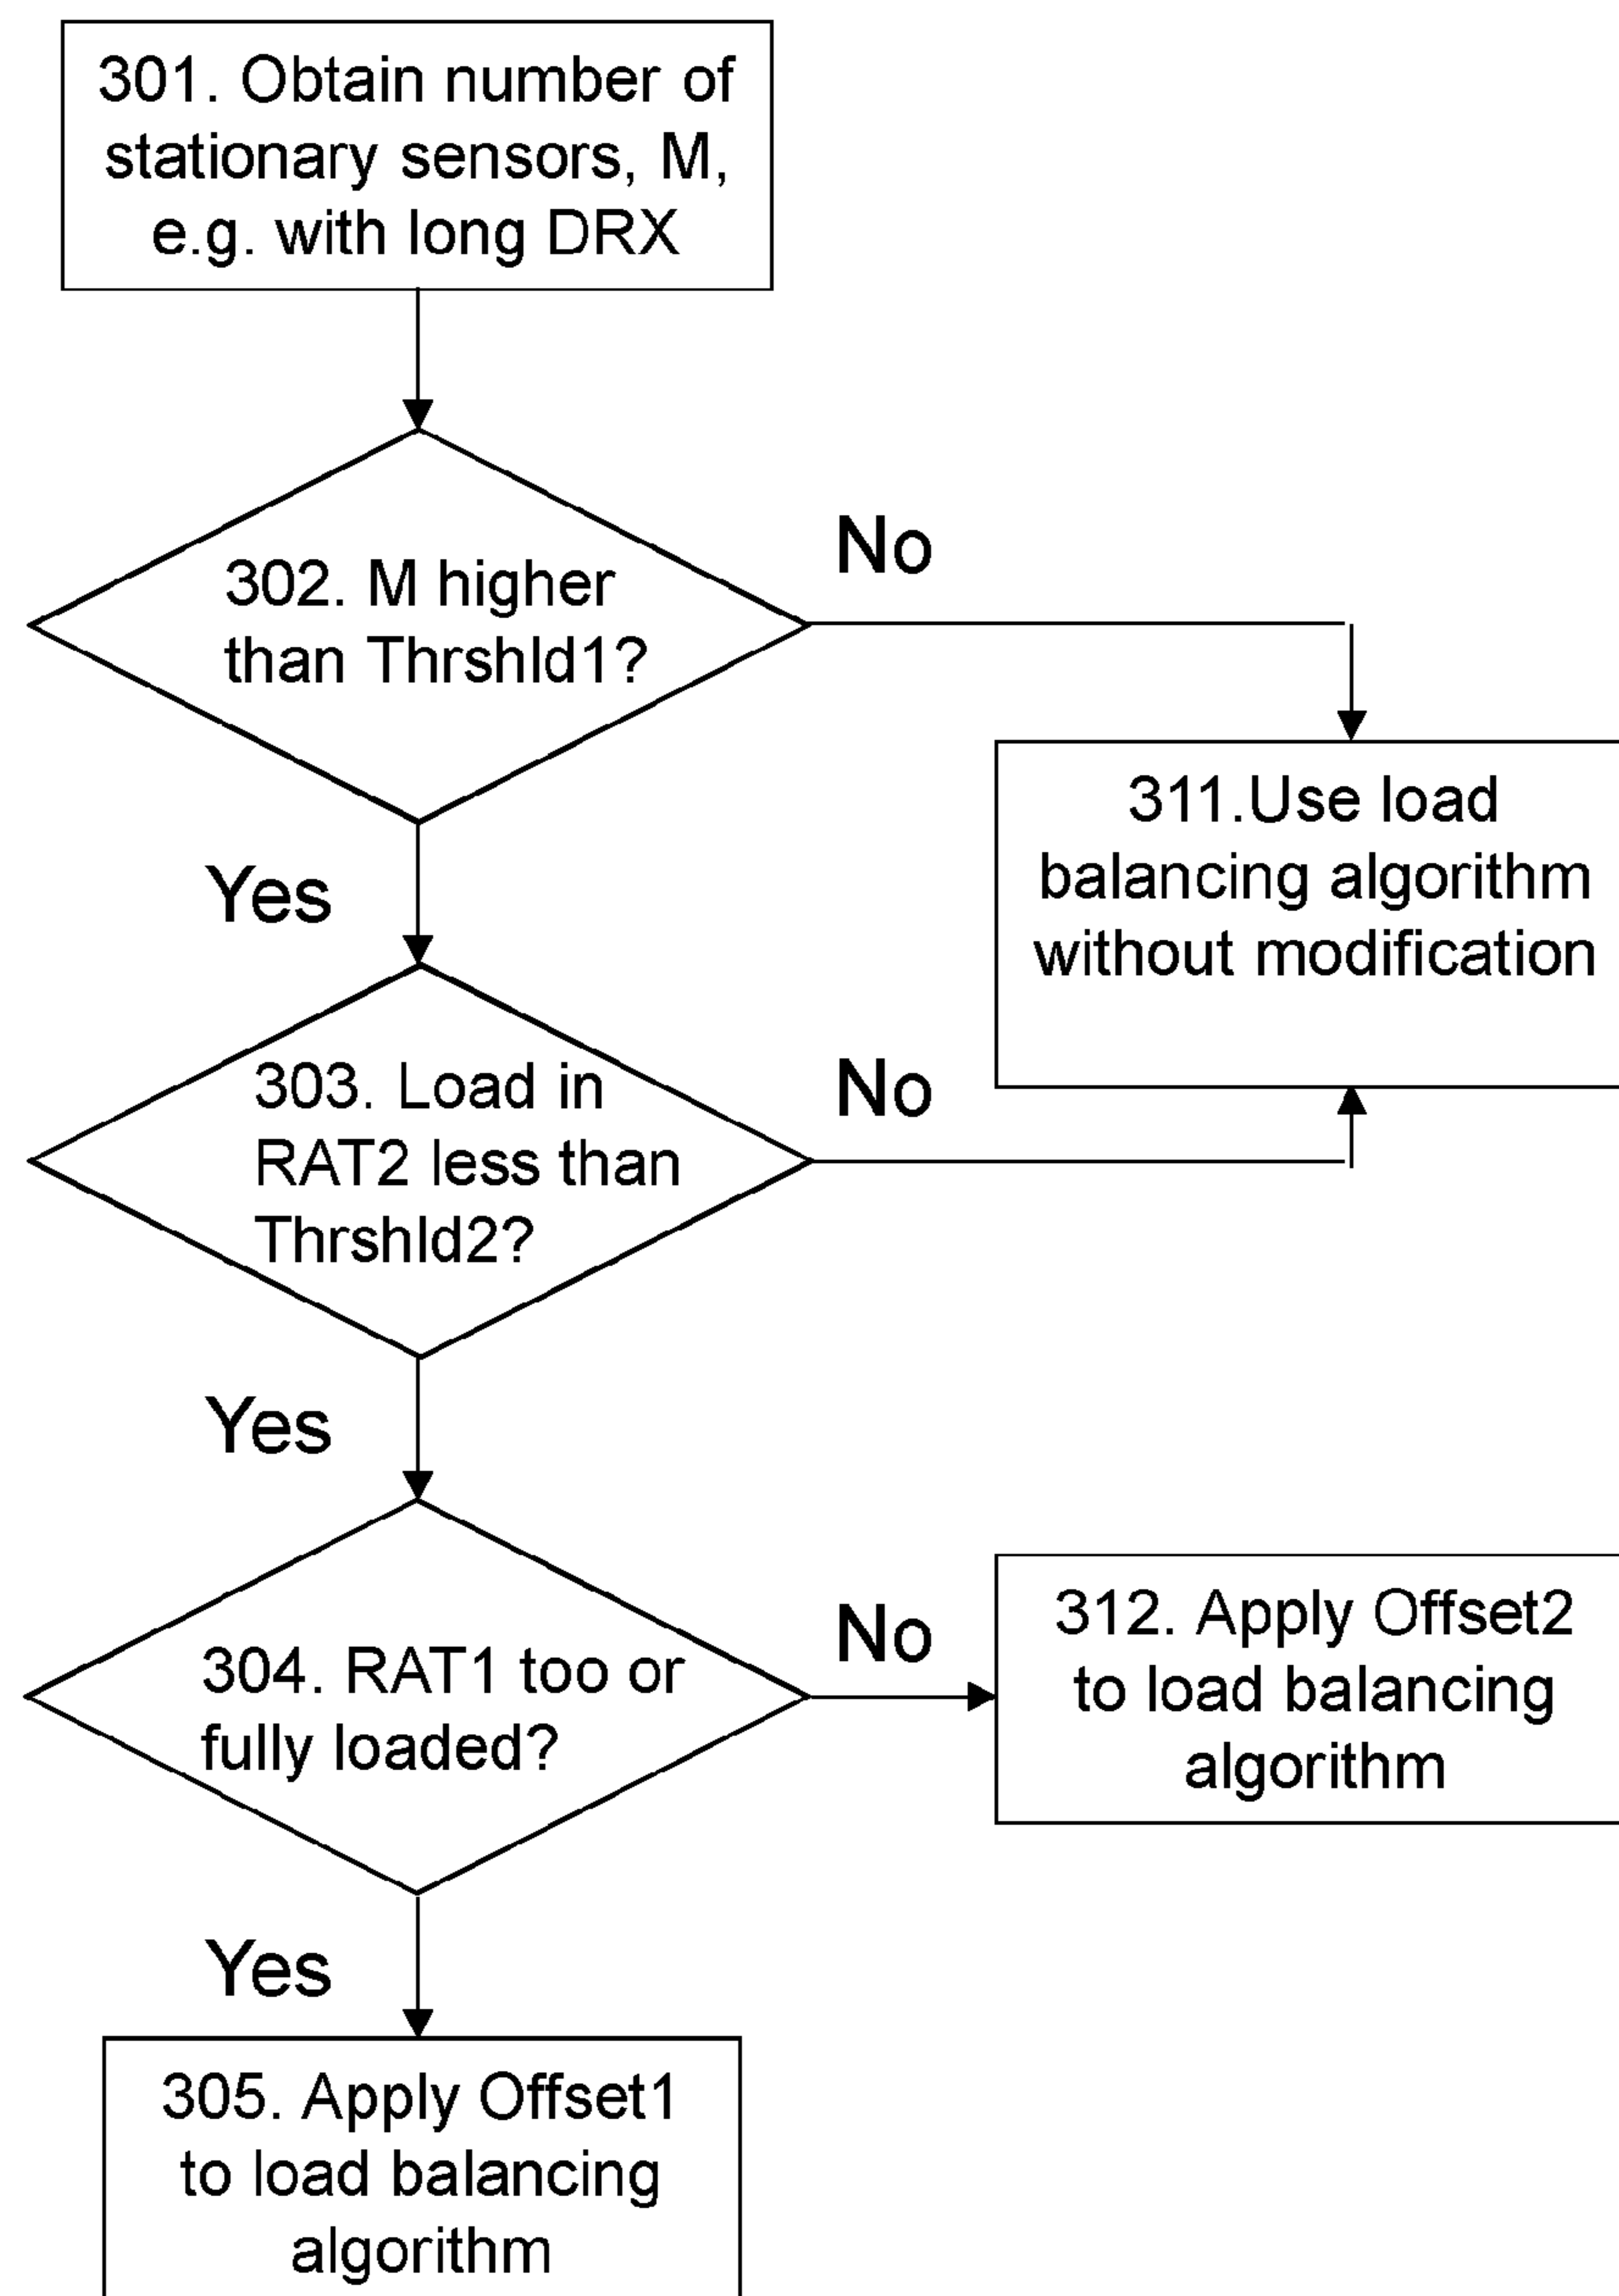 301. Obtain number of
stationary sensors, M,
e.g. with long DRX
302. M higher
than Thrshld1?
No
311.Use load
balancing algorithm
without modification
Yes
303. Load in
RAT2 less than
Thrshld2?
No
Yes
304. RAT1 too or
fully loaded?
No
312. Apply Offset2
to load balancing
algorithm
Yes
305. Apply Offset1
to load balancing
algorithm